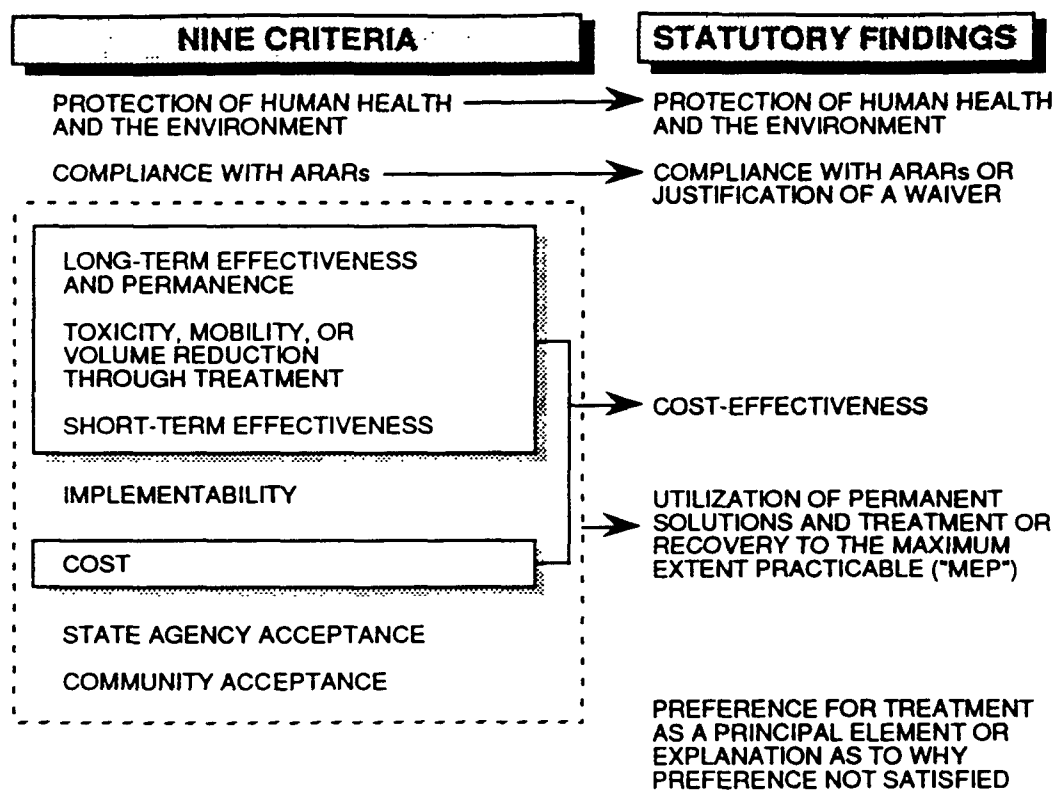 NINE CRITERIA
STATUTORY FINDINGS
PROTECTION OF HUMAN HEALTH
AND THE ENVIRONMENT
PROTECTION OF HUMAN HEALTH
AND THE ENVIRONMENT
COMPLIANCE WITH ARARs
COMPLIANCE WITH ARARs OR
JUSTIFICATION OF A WAIVER
LONG-TERM EFFECTIVENESS
AND PERMANENCE
TOXICITY, MOBILITY, OR
VOLUME REDUCTION
THROUGH TREATMENT
SHORT-TERM EFFECTIVENESS
COST-EFFECTIVENESS
IMPLEMENTABILITY
COST
UTILIZATION OF PERMANENT
SOLUTIONS AND TREATMENT OR
RECOVERY TO THE MAXIMUM
EXTENT PRACTICABLE ("MEP")
STATE AGENCY ACCEPTANCE
COMMUNITY ACCEPTANCE
PREFERENCE FOR TREATMENT
AS A PRINCIPAL ELEMENT OR
EXPLANATION AS TO WHY
PREFERENCE NOT SATISFIED